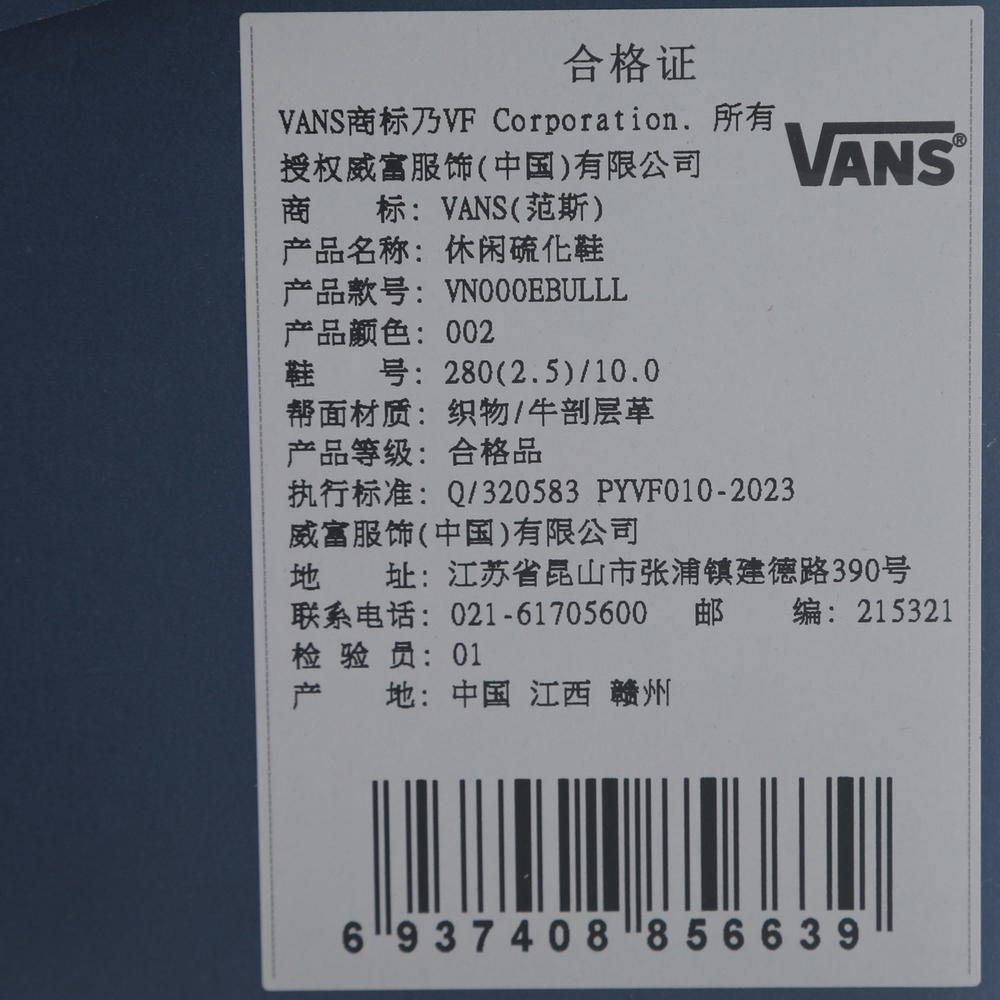 合格证
VANS商标乃VF Corporation. 所有
VANS®
授权威富服饰(中国)有限公司
商 标: VANS(范斯)
产品名称: 休闲硫化鞋
产品款号: VN000EBULLL
产品颜色: 002
鞋 号: 280(2.5)/10.0
帮面材质: 织物/牛剖层革
产品等级: 合格品
执行标准: Q/320583 PYVF010-2023
威富服饰(中国)有限公司
地 址: 江苏省昆山市张浦镇建德路390号
联系电话: 021-61705600 邮 编: 215321
检 验 员: 01
产 地: 中国 江西 赣州
6 937408 856639